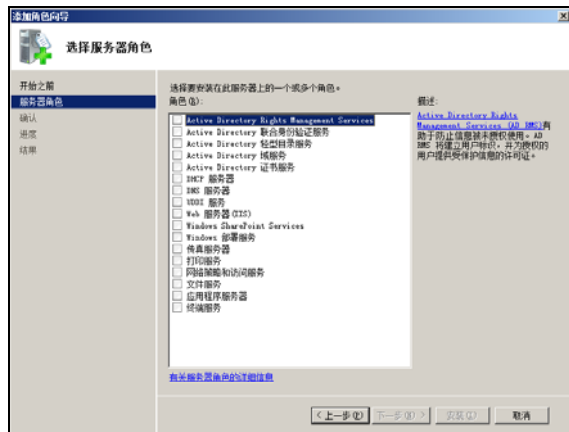 添加角色向导
选择服务器角色
开始之前
服务器角色
确认
进度
结果
选择要安装在此服务器上的一个或多个角色。
角色(R):
Active Directory Rights Management Services
Active Directory 联合身份验证服务
Active Directory 轻型目录服务
Active Directory 域服务
Active Directory 证书服务
DHCP 服务器
DNS 服务器
UDDI 服务
Web 服务器(IIS)
Windows SharePoint Services
Windows 部署服务
传真服务器
打印服务
网络策略和访问服务
文件服务
应用程序服务器
终端服务
有关服务器角色的详细信息
描述:
Active Directory Rights
Management Services (AD RMS)有
助于防止信息被未授权使用。AD
RMS 将建立用户标识，并为授权的
用户提供受保护信息的许可证。
< 上一步(P)
下一步(N) >
安装(I)
取消